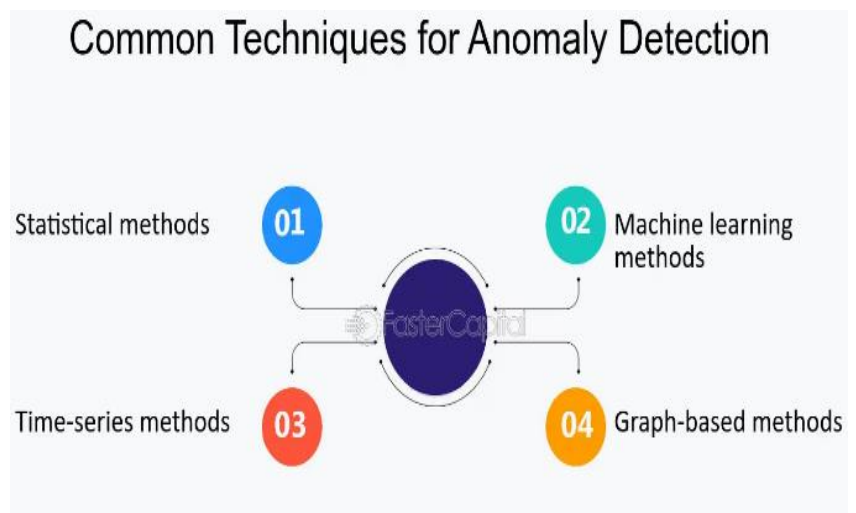 Common Techniques for Anomaly Detection
Statistical methods
01
02
Machine learning
methods
FasterCapital
Time-series methods
03
04
Graph-based methods